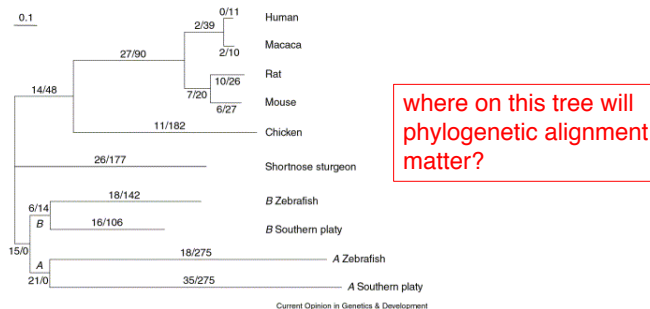 0.1
0/11
Human
2/39
Macaca
2/10
27/90
Rat
10/26
7/20
Mouse
6/27
14/48
11/182
Chicken
where on this tree will
phylogenetic alignment
matter?
26/177
Shortnose sturgeon
18/142
B Zebrafish
6/14
B
16/106
B Southern platy
15/0
A
18/275
A Zebrafish
21/0
35/275
A Southern platy
Current Opinion in Genetics & Development